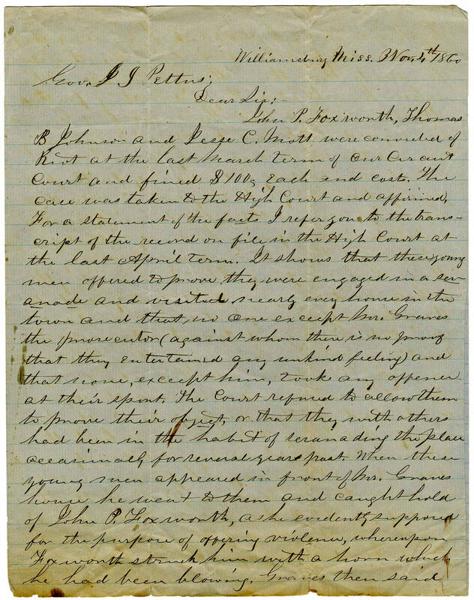 Williamsburg Miss. Nov 4th 1860
Gov. J J Pettus;
Dear Sir:—
John P. Foxworth, Thomas
B Johnson and Jesse C. Mott were convicted of
Riot at the last March term of our Circuit
Court and fined $100, each and cost. The
case was taken to the High Court and affirmed.
For a statement of the facts I refer you to the tran-
script of the record on file in the High Court at
the last April term. It shows that these young
men offered to prove they were engaged in a ser-
anade and visited nearly every house in the
town and that no one except Mr. Graves
the prosecutor (against whom there is no proof
that they entertained any unkind feeling) and
that none, except him, took any offence
at their sport. The Court refused to allow them
to prove their object, or that they with others
had been in the habit of seranading the place
occasionally for several years past. When these
young men appeared in front of Mr. Graves
house he went to them and caught hold
of John P. Foxworth, as he evidently supposed
for the purpose of offering violence, whereupon
Foxworth struck him with a horn which
he had been blowing. Graves then said